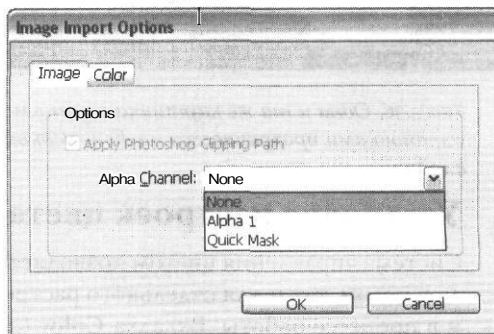 Image Import Options
Image Color
Options
Apply Photoshop Clipping Path
Alpha Channel: None
None
Alpha 1
Quick Mask
OK Cancel